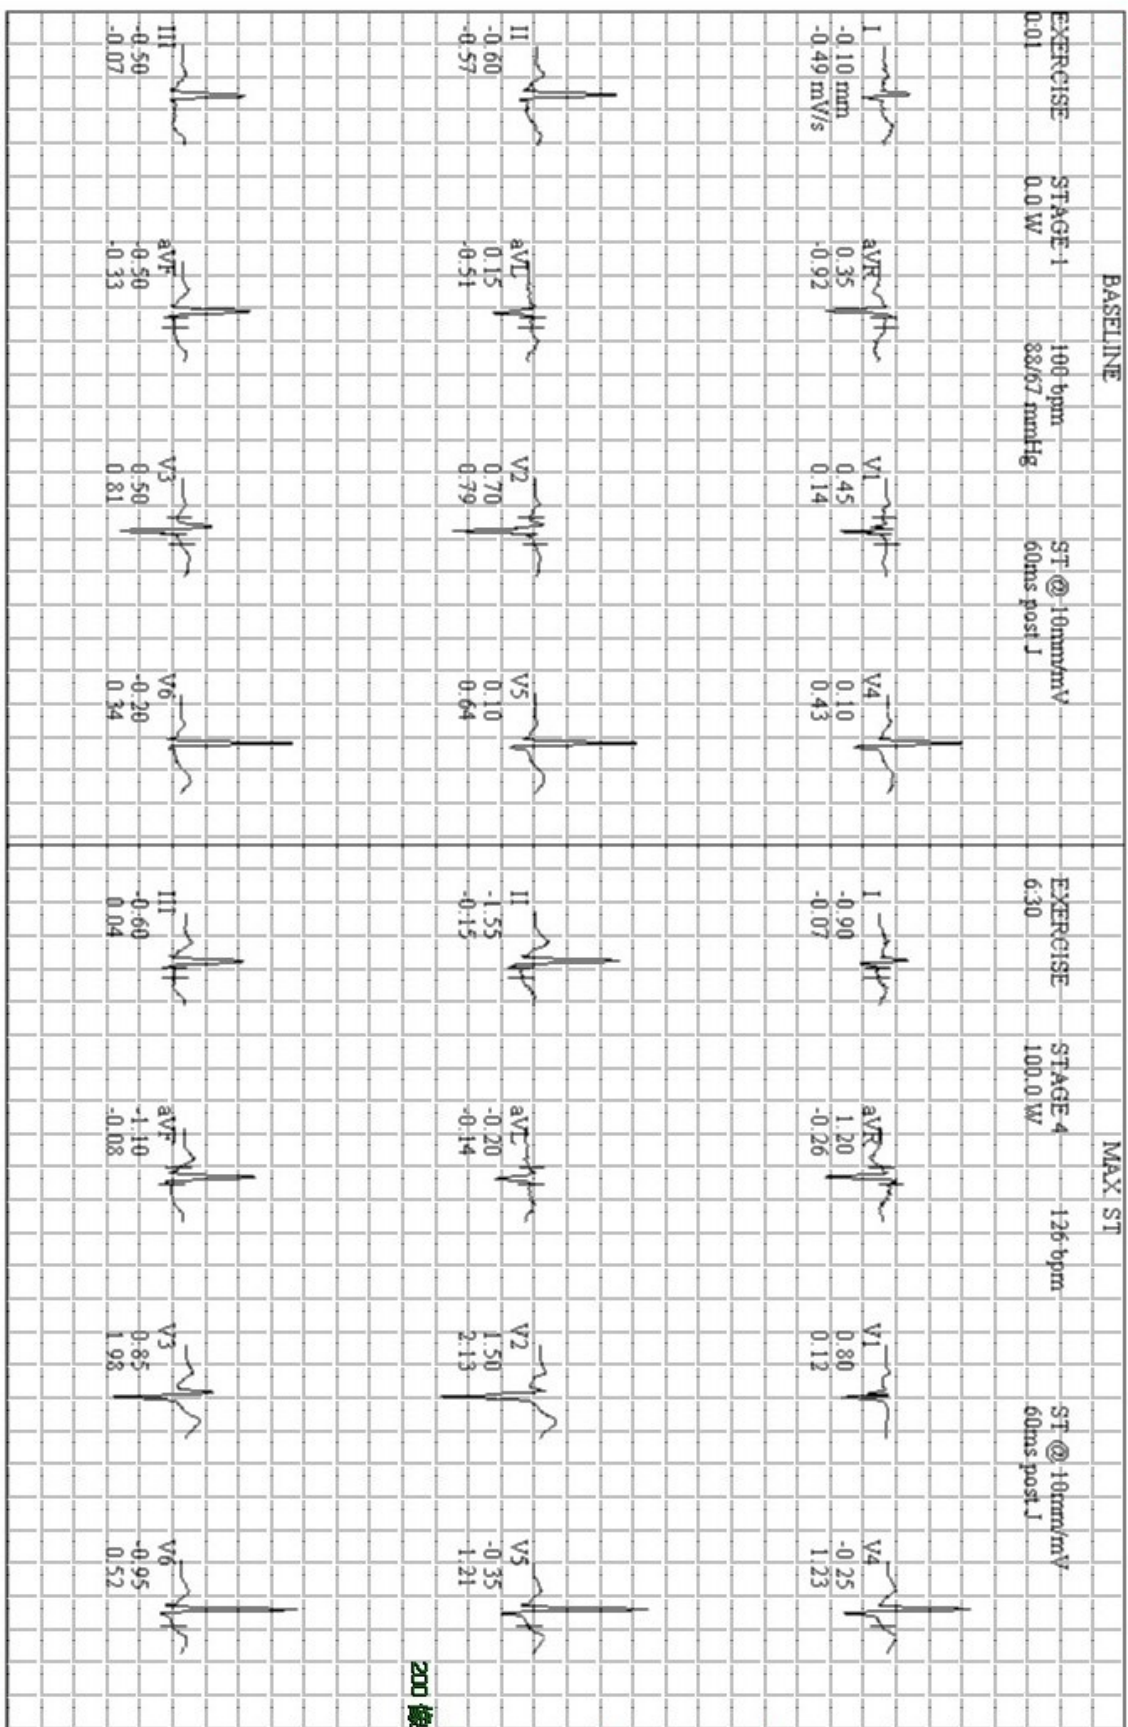 BASELINE
EXERCISE STAGE 1 100 bpm ST @ 10mm/mV
0:01 0.0 W 88/67 mmHg 60ms post J
I aVR V1 V4
-0.10 mm 0.35 0.45 0.10
-0.49 mV/s -0.92 0.14 0.43
II aVL V2 V5
-0.60 0.15 0.70 0.10
-0.57 -0.51 0.79 0.64
III aVF V3 V6
-0.50 -0.50 0.50 -0.20
-0.07 -0.33 0.81 0.34
MAX ST
EXERCISE STAGE 4 126 bpm ST @ 10mm/mV
6:30 100.0 W 60ms post J
I aVR V1 V4
-0.90 1.20 0.80 -0.25
-0.07 -0.26 0.12 1.23
II aVL V2 V5
-1.55 -0.20 1.50 -0.35
-0.15 -0.14 2.13 1.21
III aVF V3 V6
-0.60 -1.10 0.85 -0.95
0.04 -0.08 1.98 0.52
200